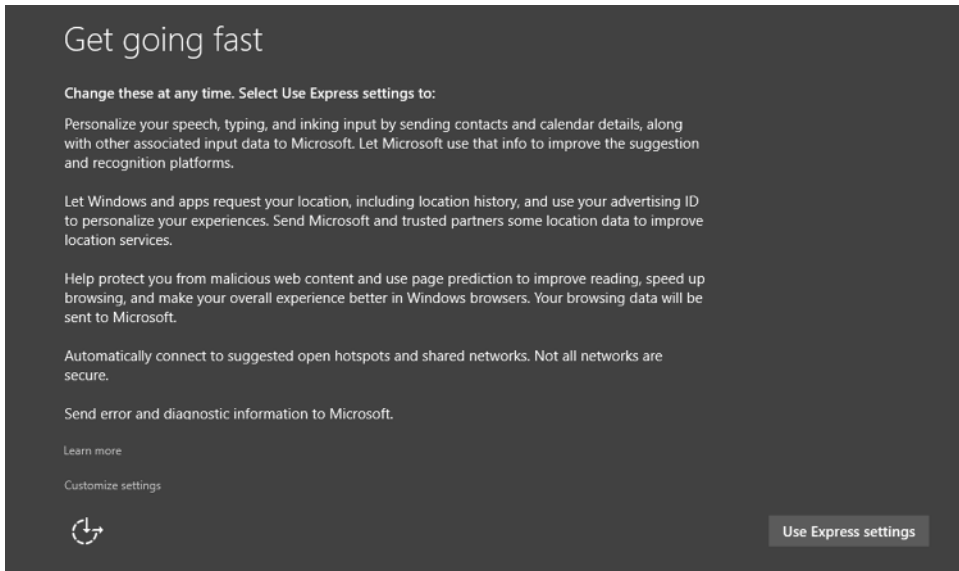 Get going fast
Change these at any time. Select Use Express settings to:
Personalize your speech, typing, and inking input by sending contacts and calendar details, along
with other associated input data to Microsoft. Let Microsoft use that info to improve the suggestion
and recognition platforms.
Let Windows and apps request your location, including location history, and use your advertising ID
to personalize your experiences. Send Microsoft and trusted partners some location data to improve
location services.
Help protect you from malicious web content and use page prediction to improve reading, speed up
browsing, and make your overall experience better in Windows browsers. Your browsing data will be
sent to Microsoft.
Automatically connect to suggested open hotspots and shared networks. Not all networks are
secure.
Send error and diagnostic information to Microsoft.
Learn more
Customize settings
Use Express settings